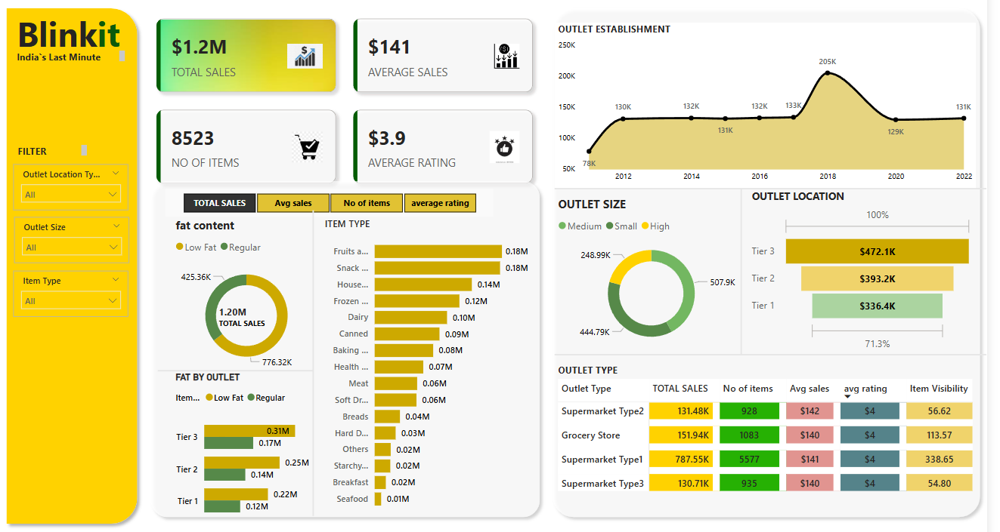 Blinkit
India`s Last Minute
FILTER
Outlet Location Ty...
All
Outlet Size
All
Item Type
All
$1.2M
TOTAL SALES
$141
AVERAGE SALES
8523
NO OF ITEMS
$3.9
AVERAGE RATING
TOTAL SALES
Avg sales
No of items
average rating
fat content
Low Fat Regular
425.36K
1.20M
TOTAL SALES
776.32K
FAT BY OUTLET
Item... Low Fat Regular
Tier 3
0.31M
0.17M
Tier 2
0.25M
0.14M
Tier 1
0.22M
0.12M
ITEM TYPE
Fruits a... 0.18M
Snack ... 0.18M
House... 0.14M
Frozen ... 0.12M
Dairy 0.10M
Canned 0.09M
Baking ... 0.08M
Health ... 0.07M
Meat 0.06M
Soft Dr... 0.06M
Breads 0.04M
Hard D... 0.03M
Others 0.02M
Starchy... 0.02M
Breakfast 0.02M
Seafood 0.01M
OUTLET ESTABLISHMENT
250K
200K
150K
100K
50K
78K
130K
132K
131K
132K
133K
205K
129K
131K
2012 2014 2016 2018 2020 2022
OUTLET SIZE
Medium Small High
248.99K
507.9K
444.79K
OUTLET LOCATION
100%
Tier 3 $472.1K
Tier 2 $393.2K
Tier 1 $336.4K
71.3%
OUTLET TYPE
Outlet Type TOTAL SALES No of items Avg sales avg rating Item Visibility
Supermarket Type2 131.48K 928 $142 $4 56.62
Grocery Store 151.94K 1083 $140 $4 113.57
Supermarket Type1 787.55K 5577 $141 $4 338.65
Supermarket Type3 130.71K 935 $140 $4 54.80